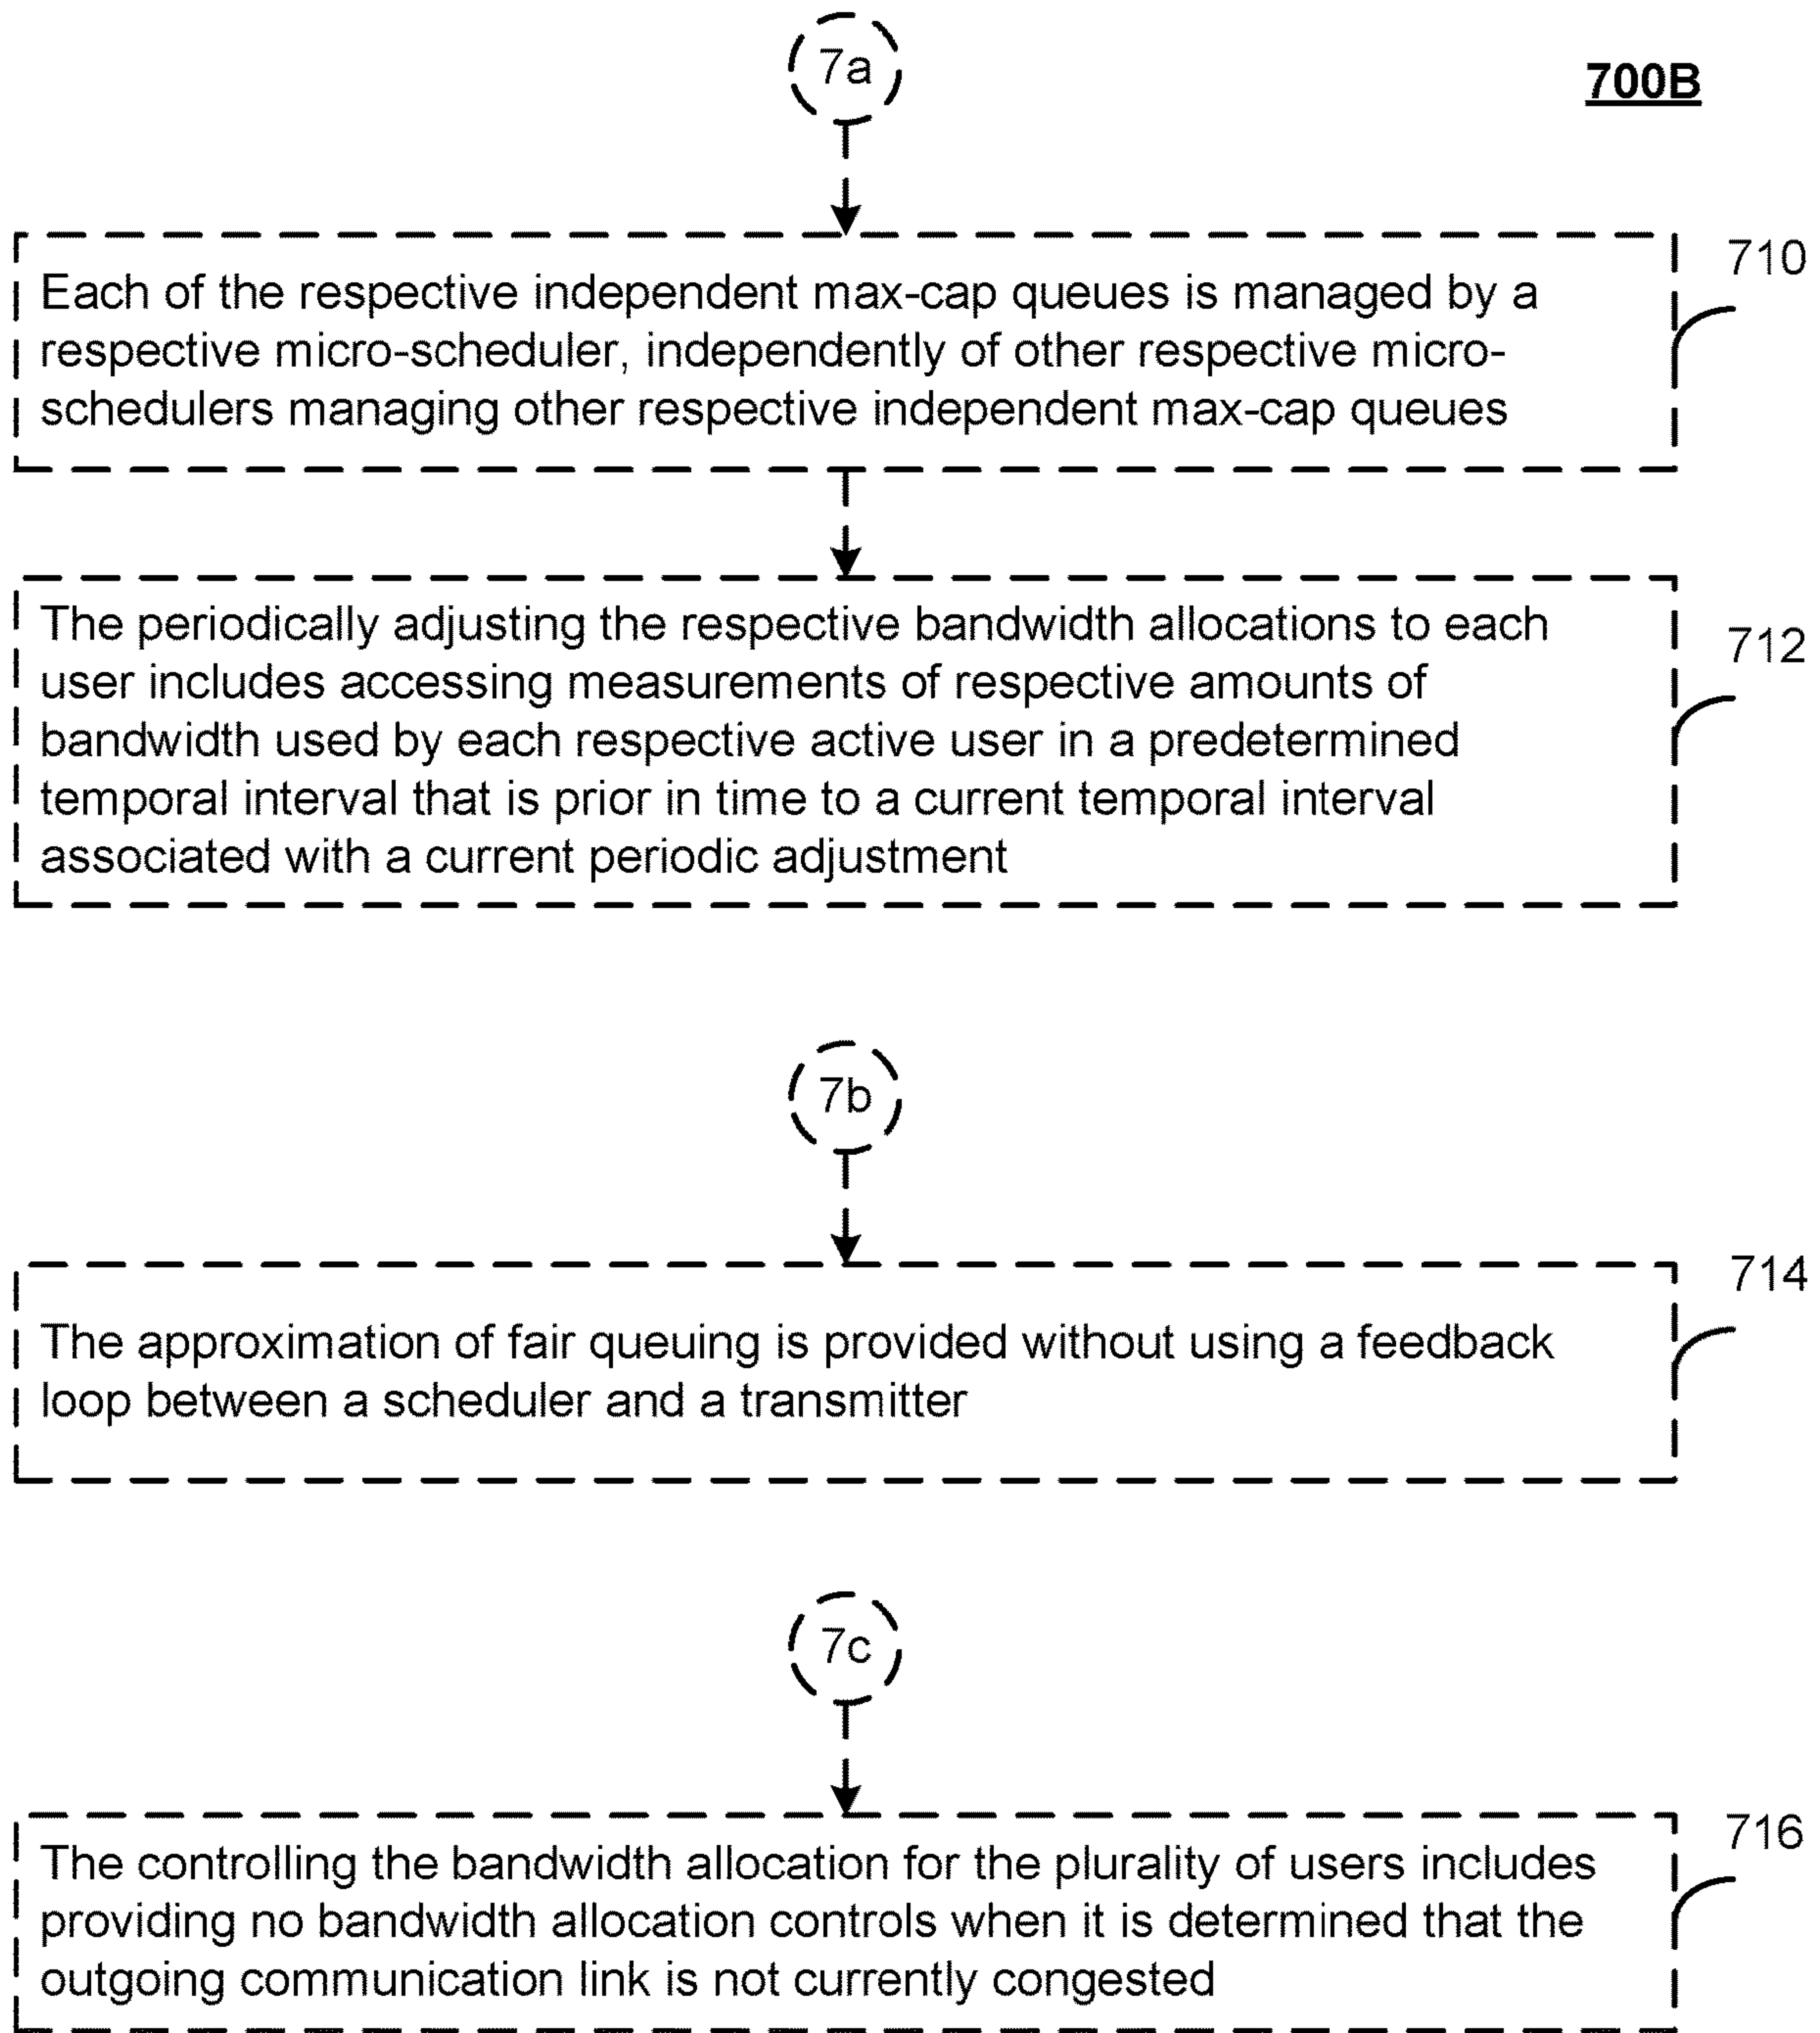 7a
700B
710
Each of the respective independent max-cap queues is managed by a
respective micro-scheduler, independently of other respective micro-
schedulers managing other respective independent max-cap queues
712
The periodically adjusting the respective bandwidth allocations to each
user includes accessing measurements of respective amounts of
bandwidth used by each respective active user in a predetermined
temporal interval that is prior in time to a current temporal interval
associated with a current periodic adjustment
7b
714
The approximation of fair queuing is provided without using a feedback
loop between a scheduler and a transmitter
7c
716
The controlling the bandwidth allocation for the plurality of users includes
providing no bandwidth allocation controls when it is determined that the
outgoing communication link is not currently congested